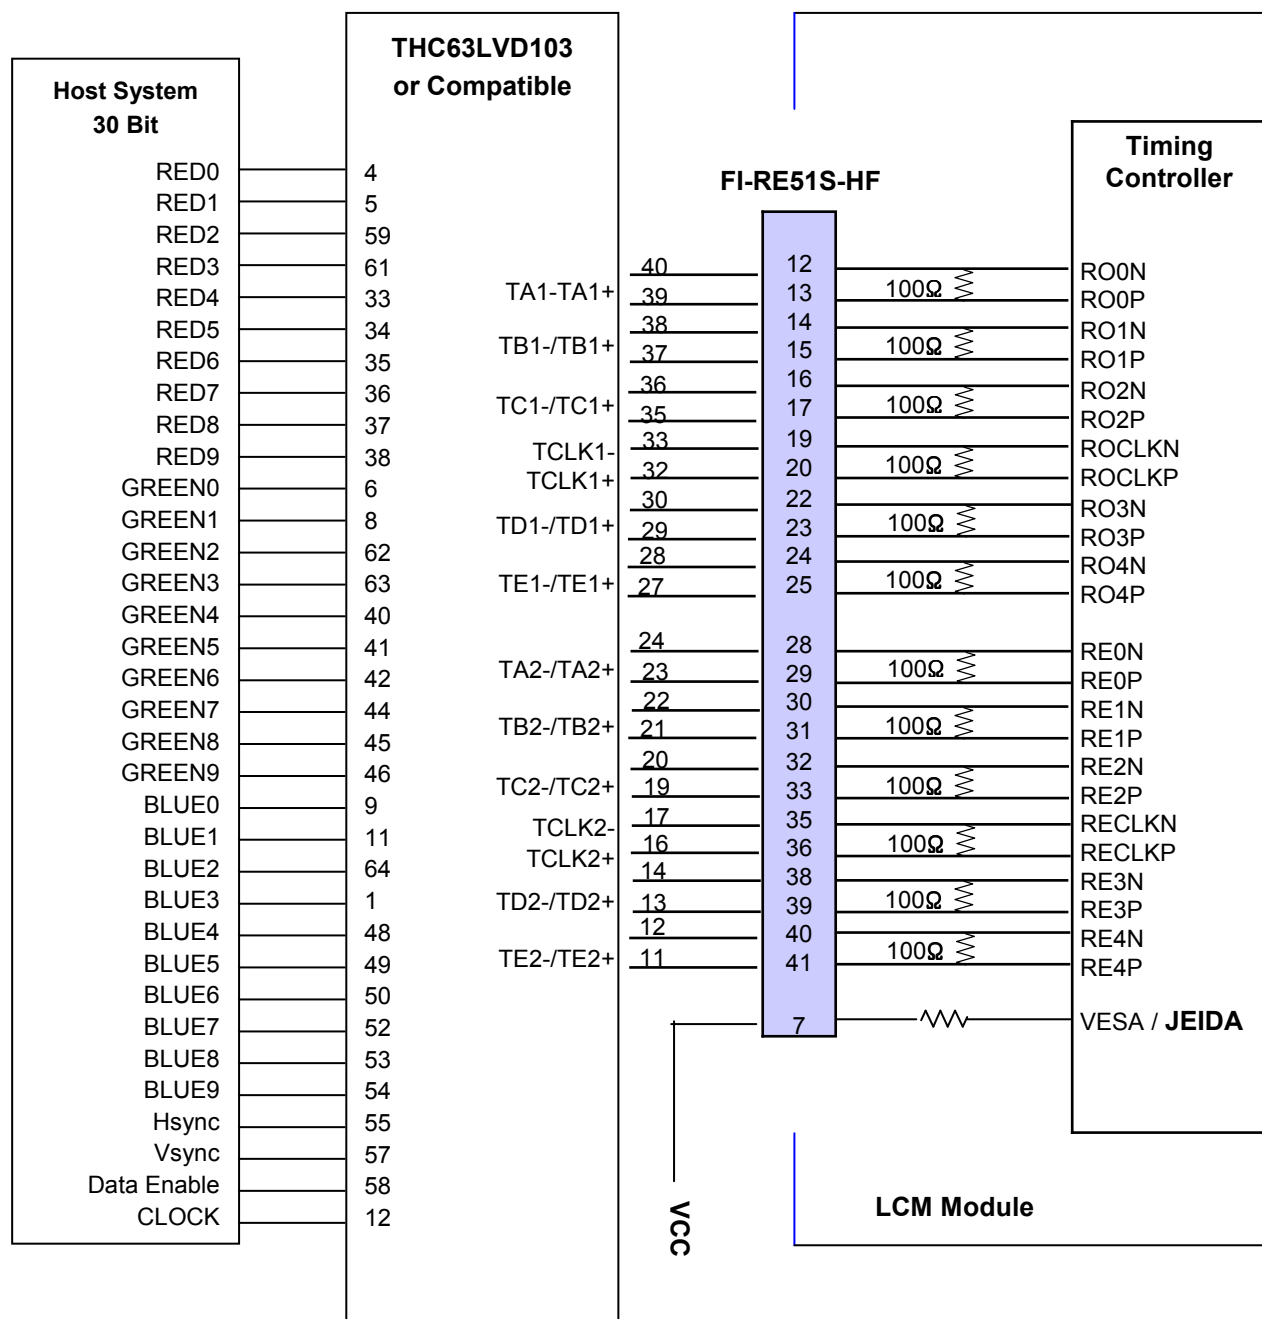 THC63LVD103
or Compatible
Host System
30 Bit
RED0 4
RED1 5
RED2 59
RED3 61
RED4 33
RED5 34
RED6 35
RED7 36
RED8 37
RED9 38
GREEN0 6
GREEN1 8
GREEN2 62
GREEN3 63
GREEN4 40
GREEN5 41
GREEN6 42
GREEN7 44
GREEN8 45
GREEN9 46
BLUE0 9
BLUE1 11
BLUE2 64
BLUE3 1
BLUE4 48
BLUE5 49
BLUE6 50
BLUE7 52
BLUE8 53
BLUE9 54
Hsync 55
Vsync 57
Data Enable 58
CLOCK 12
TA1-TA1+
TB1-/TB1+
TC1-/TC1+
TCLK1-
TCLK1+
TD1-/TD1+
TE1-/TE1+
TA2-/TA2+
TB2-/TB2+
TC2-/TC2+
TCLK2-
TCLK2+
TD2-/TD2+
TE2-/TE2+
FI-RE51S-HF
Timing
Controller
40 12 RO0N
100Ω
39 13 RO0P
38 14 RO1N
100Ω
37 15 RO1P
36 16 RO2N
100Ω
35 17 RO2P
33 19 ROCLKN
100Ω
32 20 ROCLKP
30 22 RO3N
100Ω
29 23 RO3P
28 24 RO4N
100Ω
27 25 RO4P
24 28 RE0N
100Ω
23 29 RE0P
22 30 RE1N
100Ω
21 31 RE1P
20 32 RE2N
100Ω
19 33 RE2P
17 35 RECLKN
100Ω
16 36 RECLKP
14 38 RE3N
100Ω
13 39 RE3P
12 40 RE4N
100Ω
11 41 RE4P
7 VESA / JEIDA
VCC
LCM Module